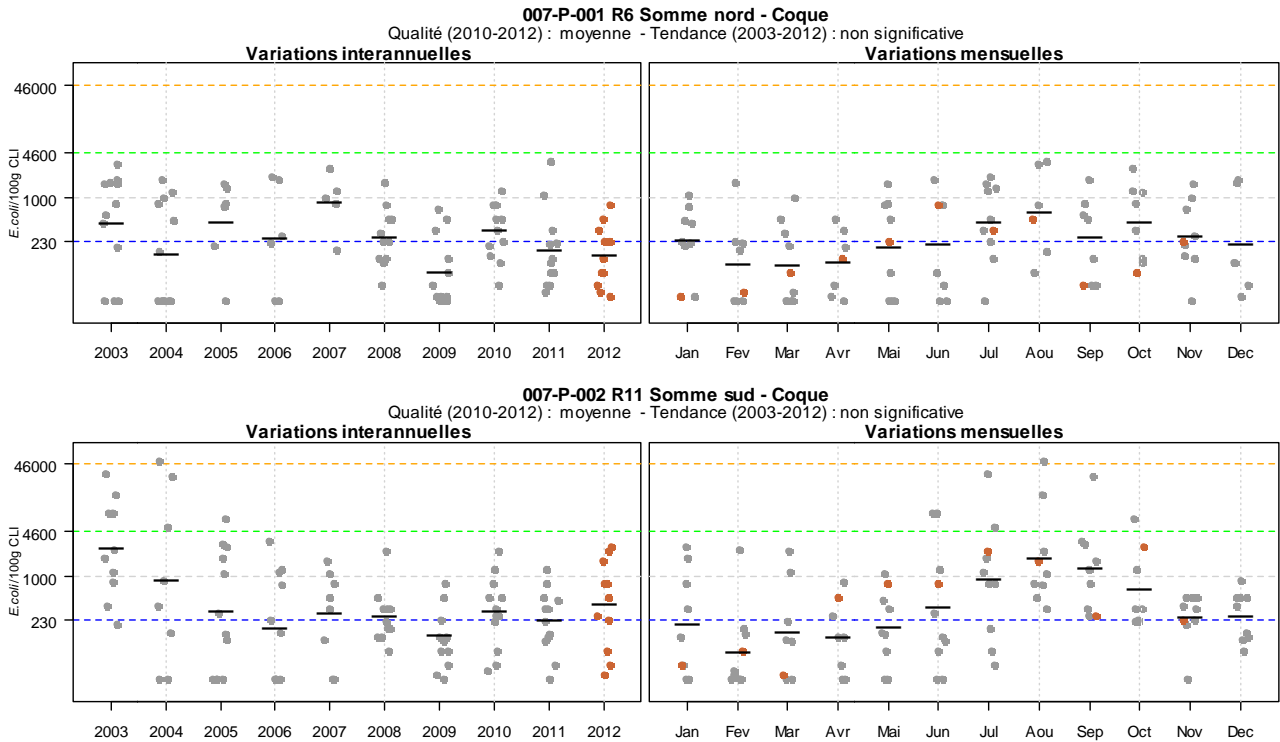 007-P-001 R6 Somme nord - Coque
Qualité (2010-2012) : moyenne - Tendance (2003-2012) : non significative
Variations interannuelles
Variations mensuelles
E.coli/100g CLI
46000
4600
1000
230
2003 2004 2005 2006 2007 2008 2009 2010 2011 2012
Jan Fev Mar Avr Mai Jun Jul Aou Sep Oct Nov Dec
007-P-002 R11 Somme sud - Coque
Qualité (2010-2012) : moyenne - Tendance (2003-2012) : non significative
Variations interannuelles
Variations mensuelles
E.coli/100g CLI
46000
4600
1000
230
2003 2004 2005 2006 2007 2008 2009 2010 2011 2012
Jan Fev Mar Avr Mai Jun Jul Aou Sep Oct Nov Dec